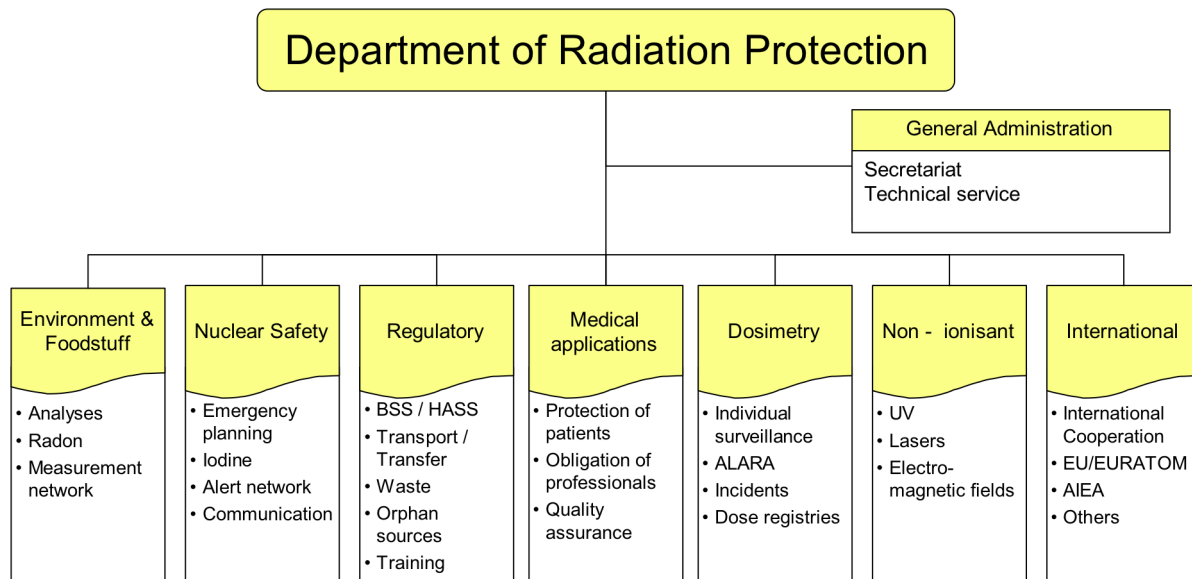 Department of Radiation Protection
General Administration
Secretariat
Technical service
Environment &
Foodstuff
• Analyses
• Radon
• Measurement
network
Nuclear Safety
• Emergency
planning
• Iodine
• Alert network
• Communication
Regulatory
• BSS / HASS
• Transport /
Transfer
• Waste
• Orphan
sources
• Training
Medical
applications
• Protection of
patients
• Obligation of
professionals
• Quality
assurance
Dosimetry
• Individual
surveillance
• ALARA
• Incidents
• Dose registries
Non - ionisant
• UV
• Lasers
• Electro-
magnetic fields
International
• International
Cooperation
• EU/EURATOM
• AIEA
• Others